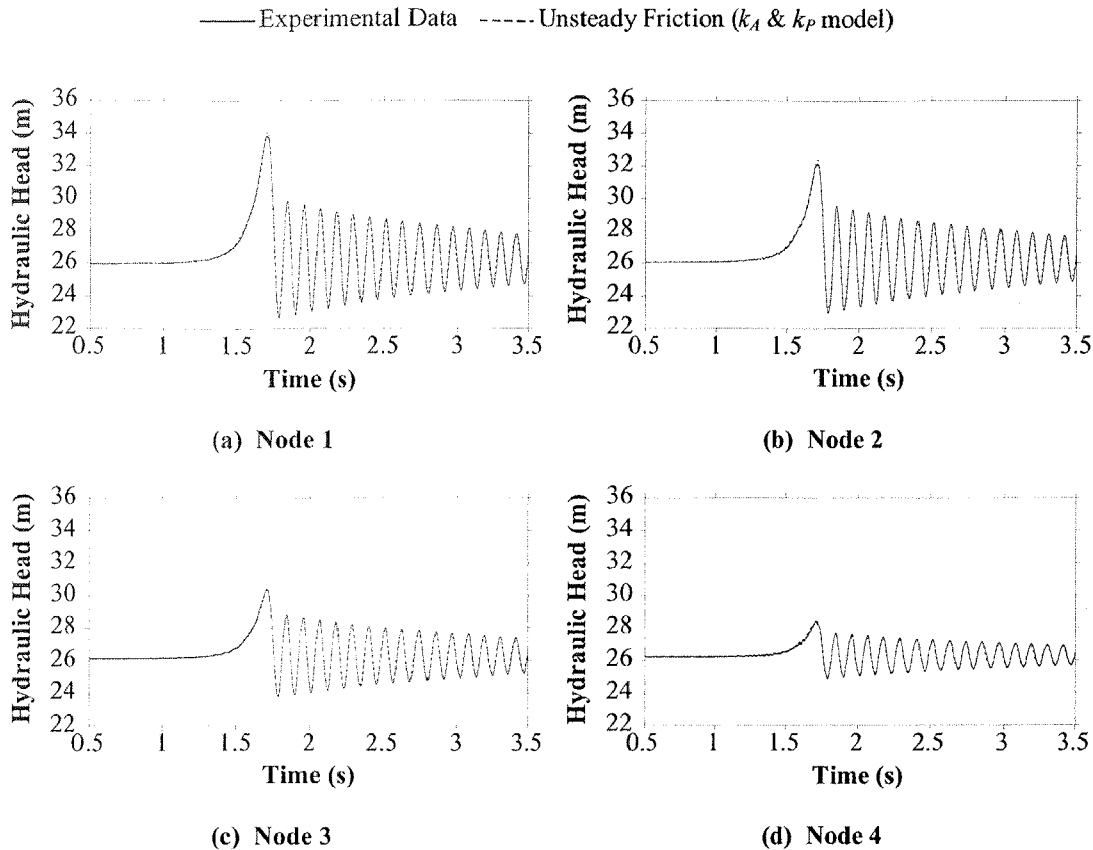 Experimental Data Unsteady Friction (kA & kP model)
Hydraulic Head (m)
36
34
32
30
28
26
24
22
0.5 1 1.5 2 2.5 3 3.5
Time (s)
(a) Node 1
Hydraulic Head (m)
36
34
32
30
28
26
24
22
0.5 1 1.5 2 2.5 3 3.5
Time (s)
(b) Node 2
Hydraulic Head (m)
36
34
32
30
28
26
24
22
0.5 1 1.5 2 2.5 3 3.5
Time (s)
(c) Node 3
Hydraulic Head (m)
36
34
32
30
28
26
24
22
0.5 1 1.5 2 2.5 3 3.5
Time (s)
(d) Node 4